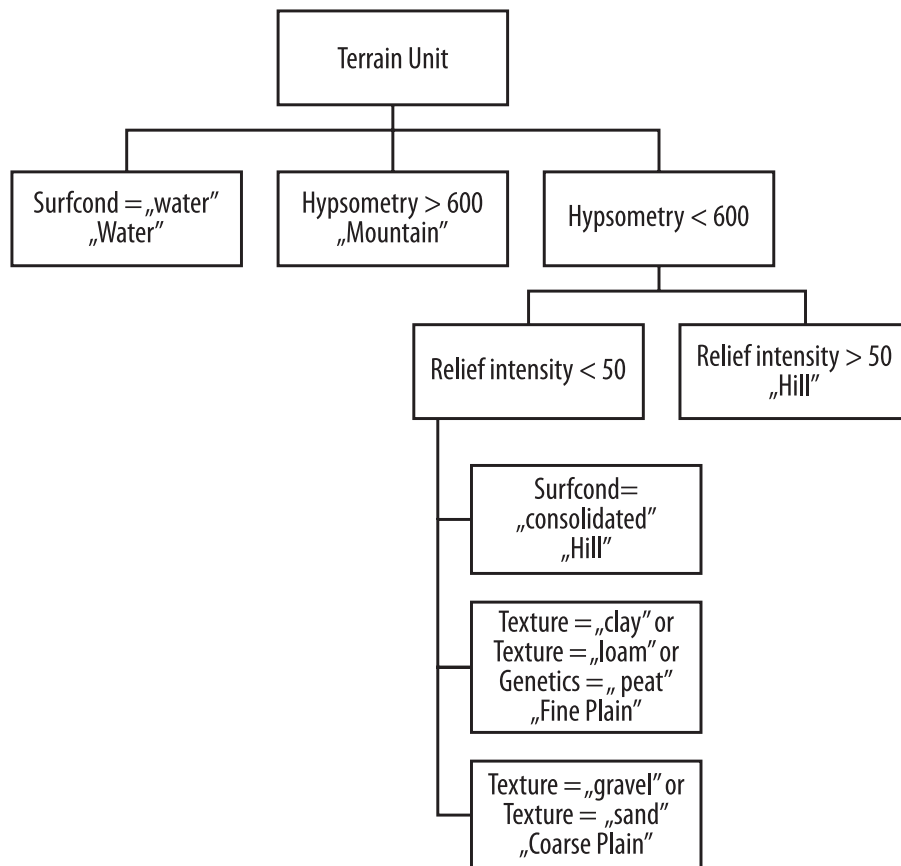 Terrain Unit
Surfcond = „water”
„Water”
Hypsometry > 600
„Mountain”
Hypsometry < 600
Relief intensity < 50
Relief intensity > 50
„Hill”
Surfcond=
„consolidated”
„Hill”
Texture = „clay” or
Texture = „loam” or
Genetics = „ peat”
„Fine Plain”
Texture = „gravel” or
Texture = „sand”
„Coarse Plain”